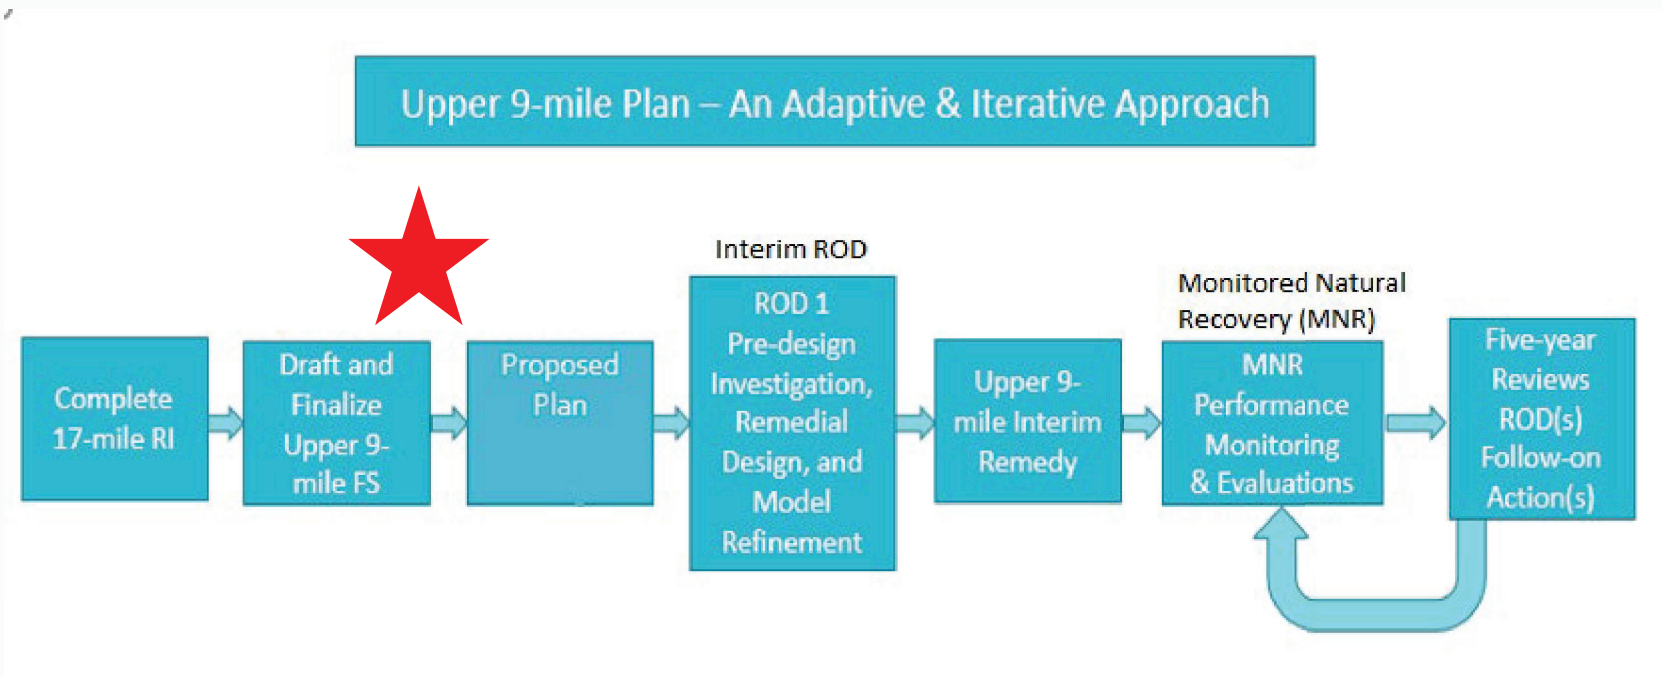 Upper 9-mile Plan – An Adaptive & Iterative Approach
Complete
17-mile RI
Draft and
Finalize
Upper 9-
mile FS
Proposed
Plan
Interim ROD
ROD 1
Pre-design
Investigation,
Remedial
Design, and
Model
Refinement
Upper 9-
mile Interim
Remedy
Monitored Natural
Recovery (MNR)
MNR
Performance
Monitoring
& Evaluations
Five-year
Reviews
ROD(s)
Follow-on
Action(s)